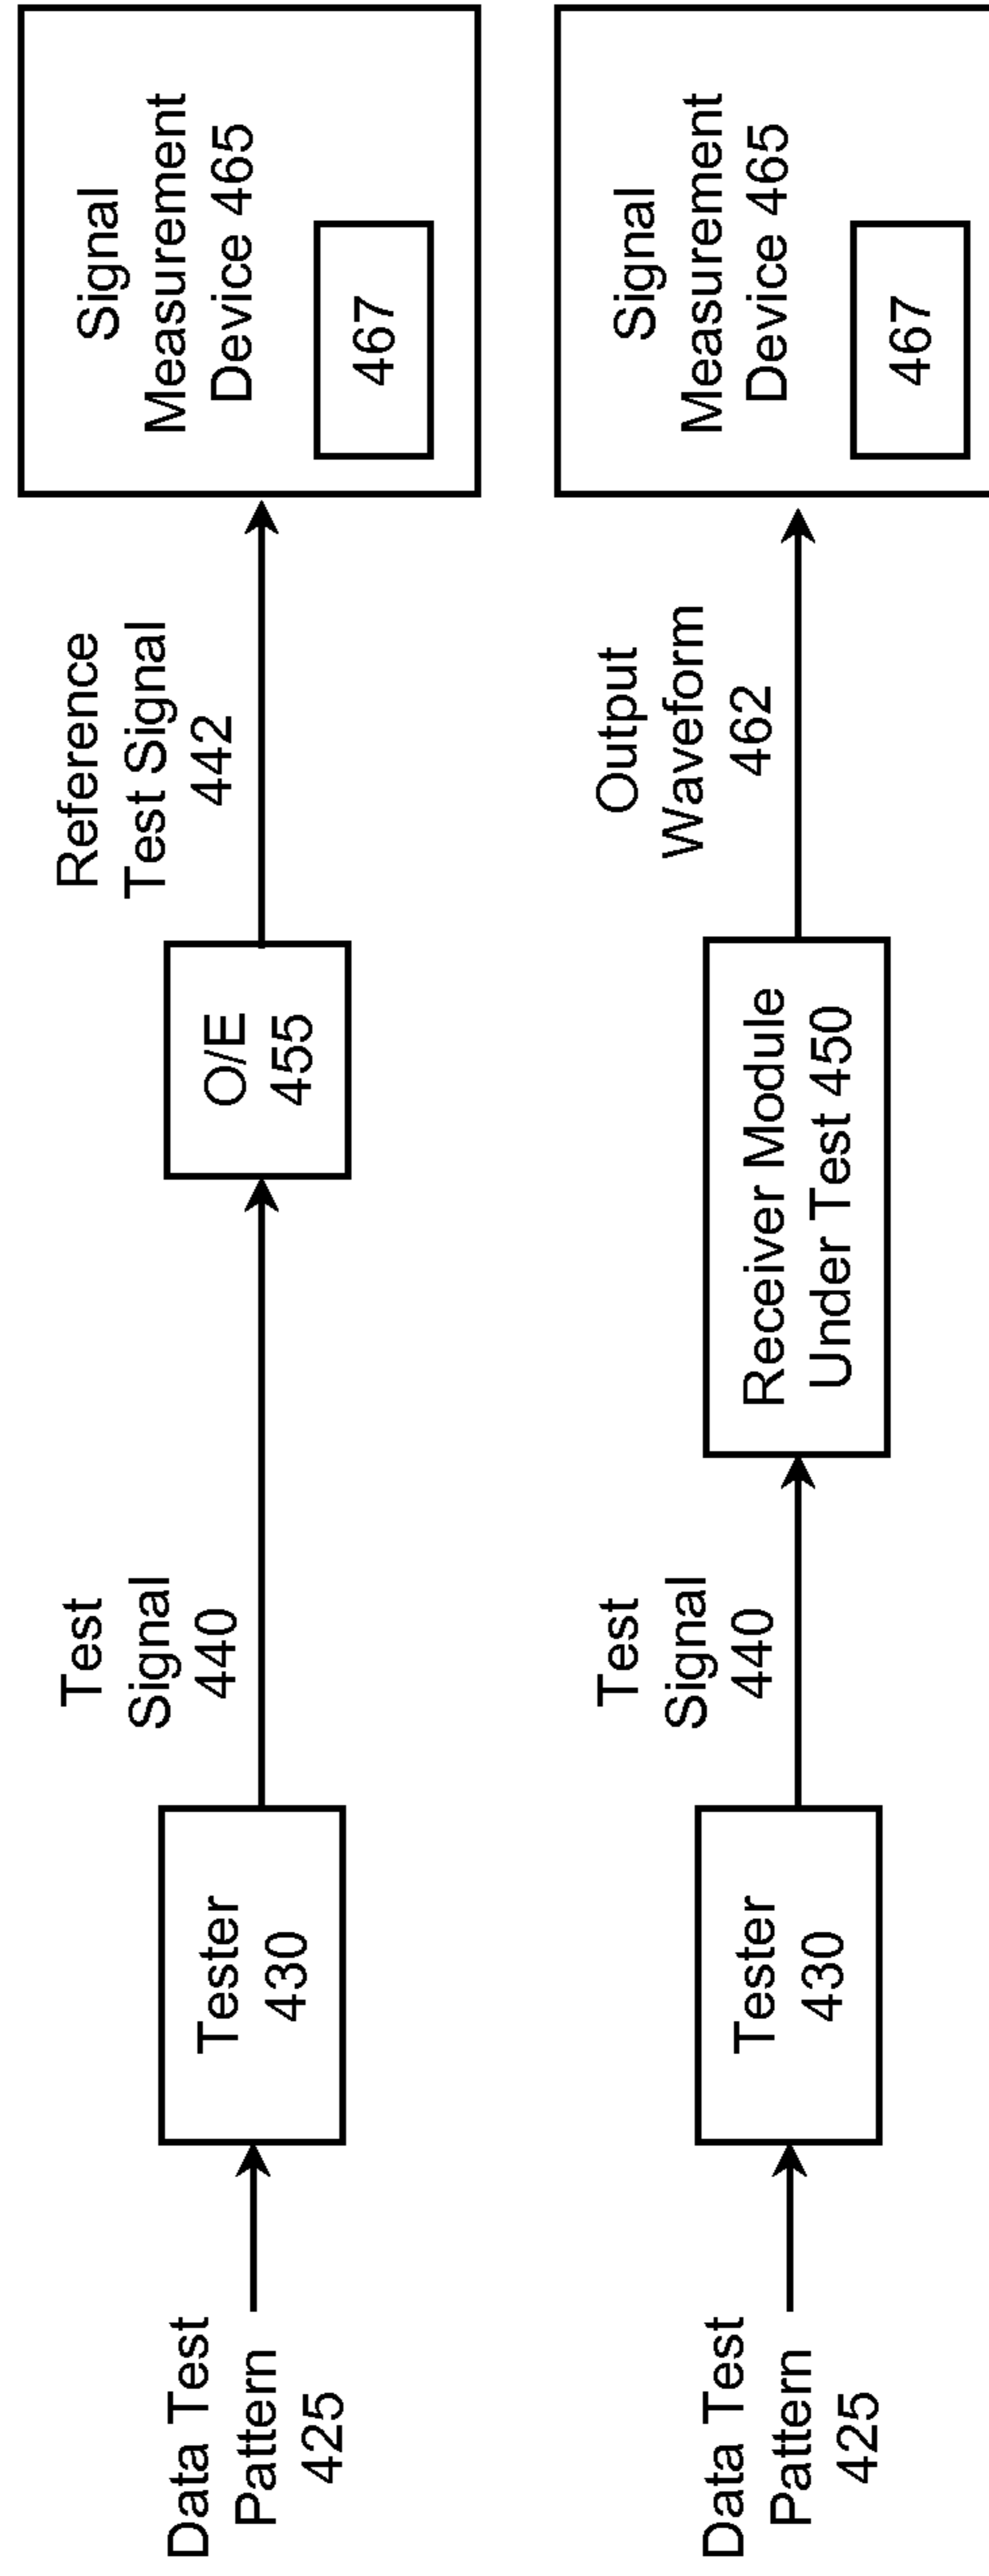 Data Test
Pattern
425
Tester
430
Test
Signal
440
O/E
455
Reference
Test Signal
442
Signal
Measurement
Device 465
467
Data Test
Pattern
425
Tester
430
Test
Signal
440
Receiver Module
Under Test 450
Output
Waveform
462
Signal
Measurement
Device 465
467